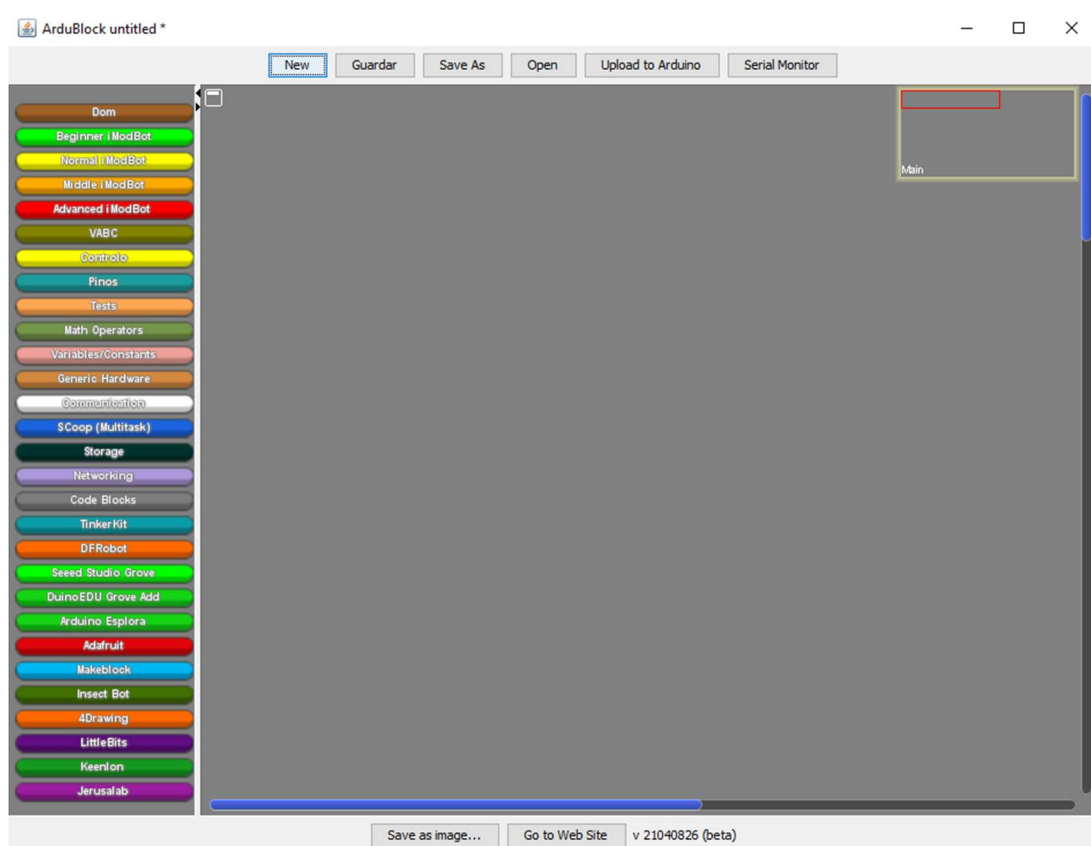 ArduBlock untitled *
New Guardar Save As Open Upload to Arduino Serial Monitor
Dom
Beginner iModBot
Normal iModBot
Middle iModBot
Advanced iModBot
VABC
Controlo
Pinos
Tests
Math Operators
Variables/Constants
Generic Hardware
Communication
SCoop (Multitask)
Storage
Networking
Code Blocks
TinkerKit
DFRobot
Seeed Studio Grove
DuinoEDU Grove Add
Arduino Esplora
Adafruit
Makeblock
Insect Bot
4Drawing
LittleBits
Keenlon
Jerusalab
Main
Save as image... Go to Web Site v 21040826 (beta)